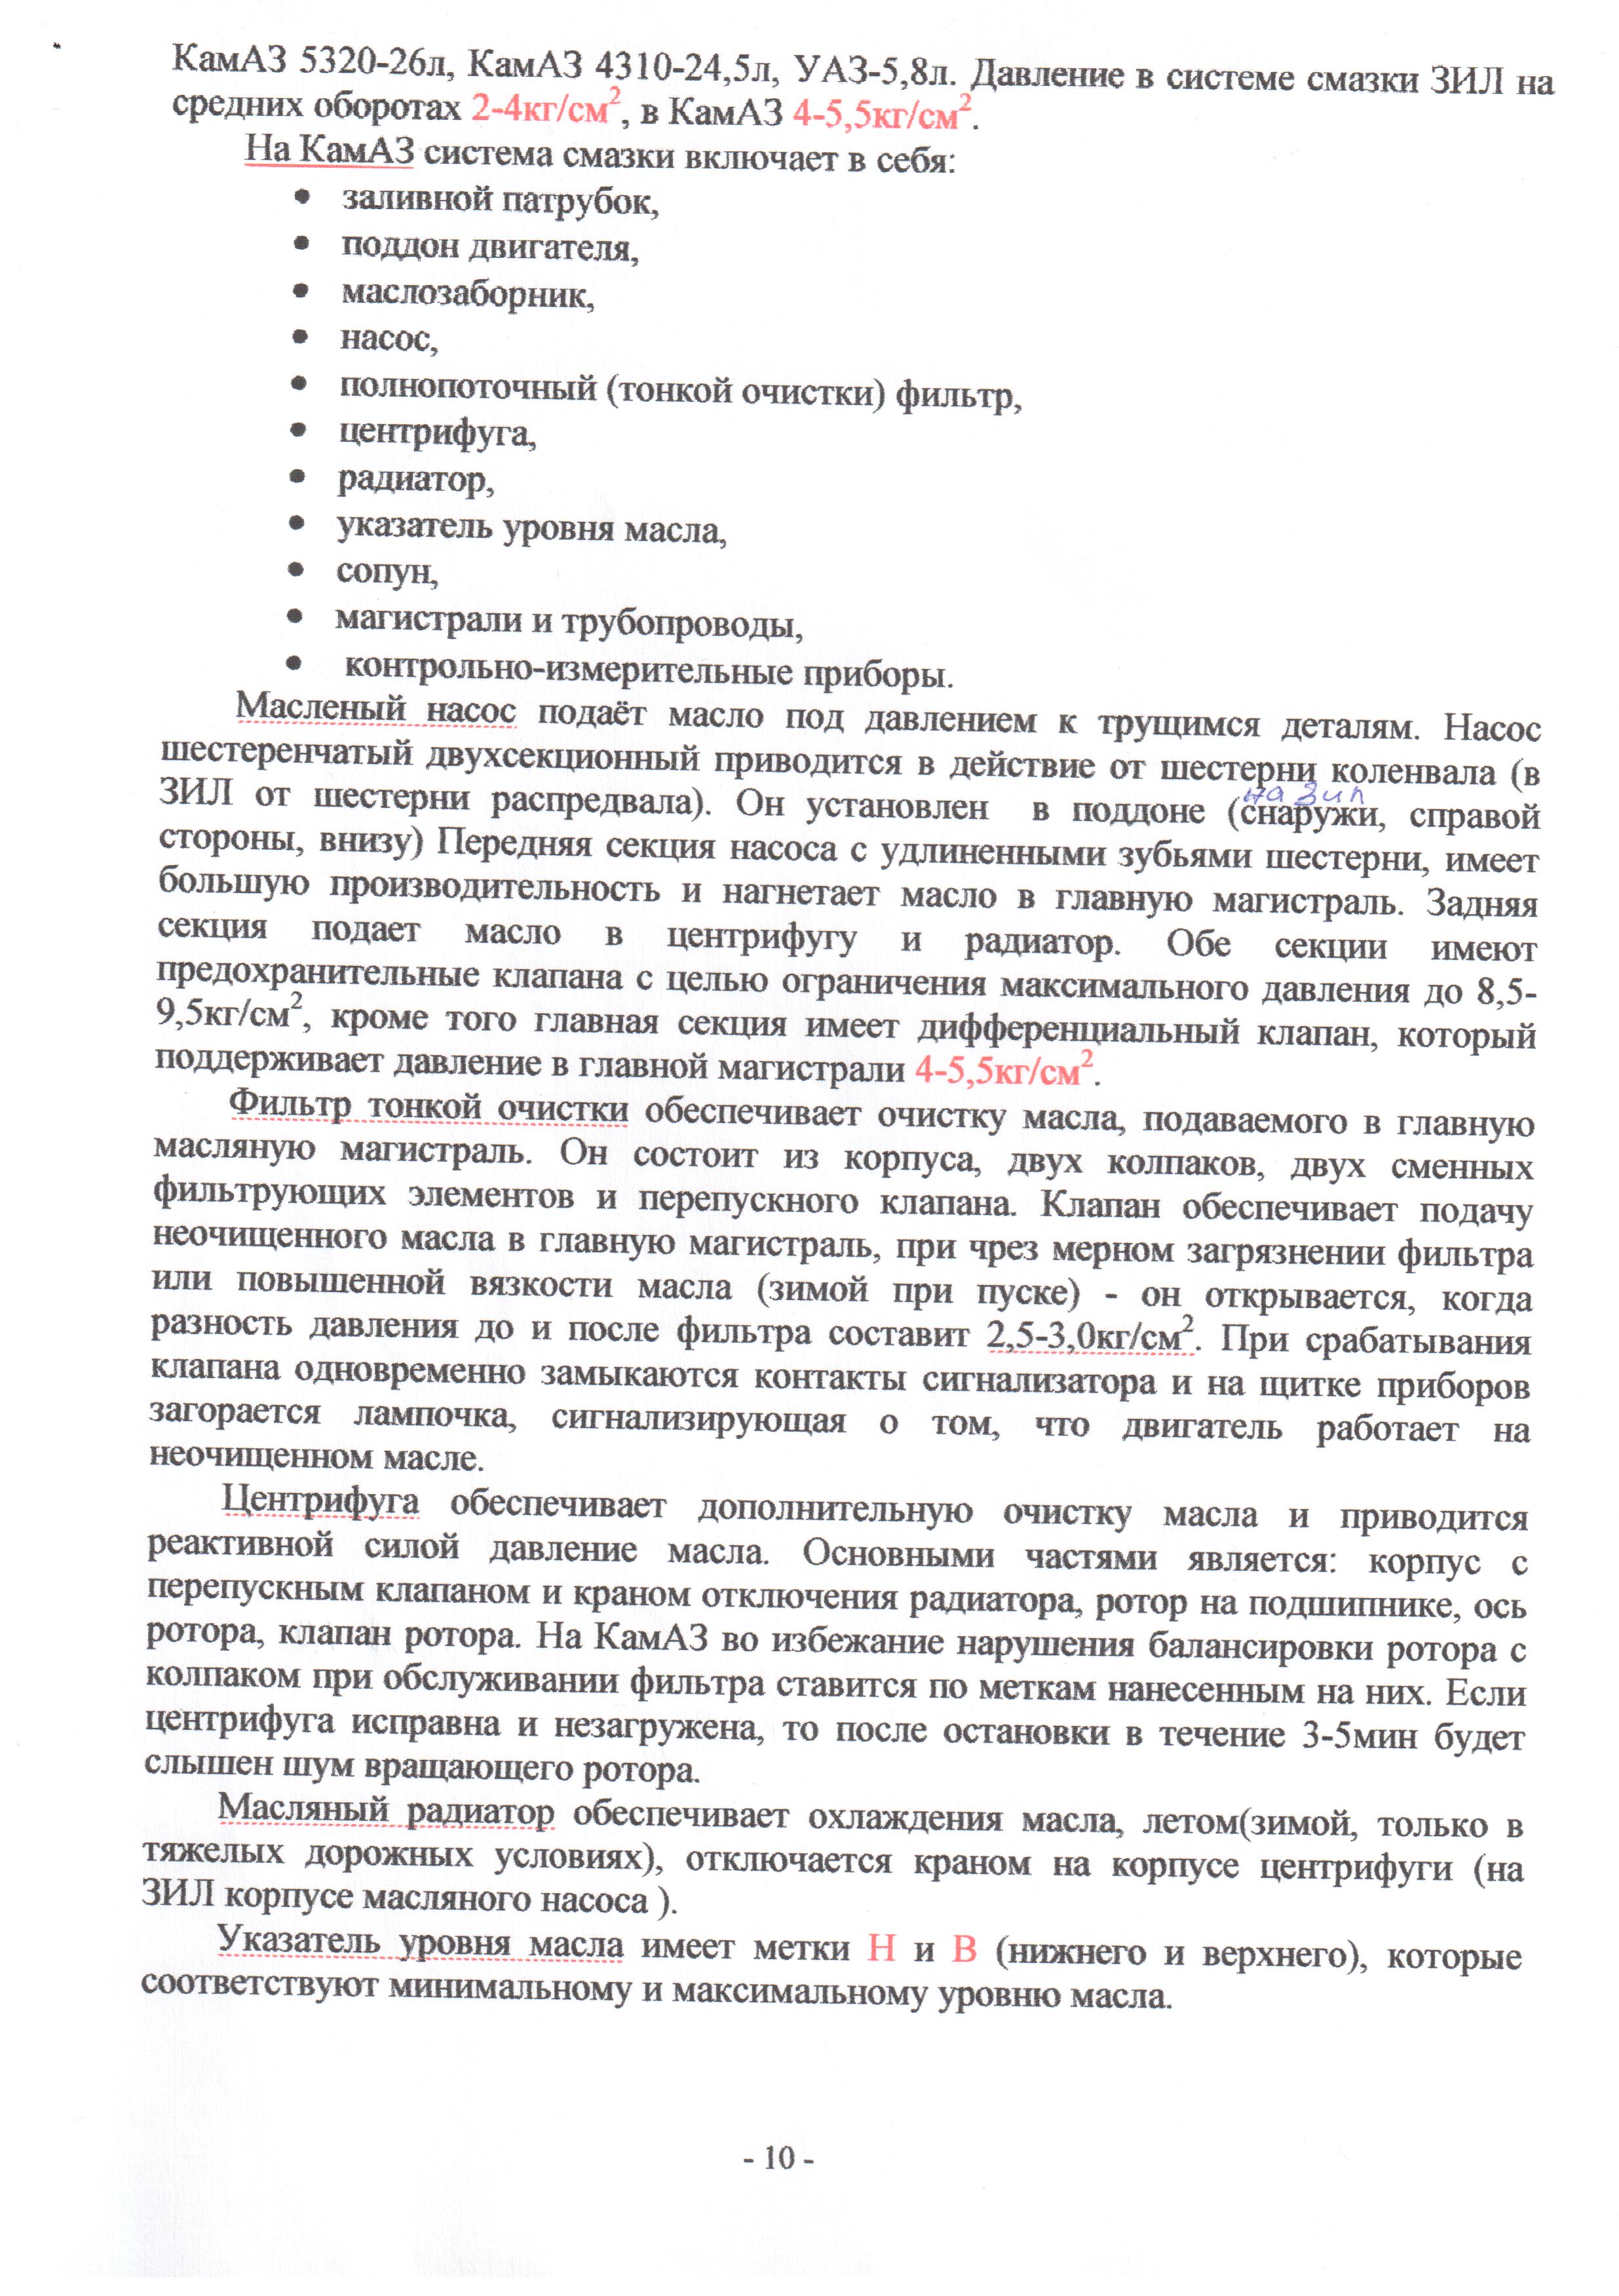 КамАЗ 5320-26л, КамАЗ 4310-24,5л, УАЗ-5,8л. Давление в системе смазки ЗИЛ на
средних оборотах 2-4кг/см², в КамАЗ 4-5,5кг/см².
На КамАЗ система смазки включает в себя:
• заливной патрубок,
• поддон двигателя,
• маслозаборник,
• насос,
• полнопоточный (тонкой очистки) фильтр,
• центрифуга,
• радиатор,
• указатель уровня масла,
• сопун,
• магистрали и трубопроводы,
• контрольно-измерительные приборы.
Масленый насос подаёт масло под давлением к трущимся деталям. Насос
шестеренчатый двухсекционный приводится в действие от шестерни коленвала (в
на Зил
ЗИЛ от шестерни распредвала). Он установлен в поддоне (снаружи, справой
стороны, внизу) Передняя секция насоса с удлиненными зубьями шестерни, имеет
большую производительность и нагнетает масло в главную магистраль. Задняя
секция подает масло в центрифугу и радиатор. Обе секции имеют
предохранительные клапана с целью ограничения максимального давления до 8,5-
9,5кг/см², кроме того главная секция имеет дифференциальный клапан, который
поддерживает давление в главной магистрали 4-5,5кг/см².
Фильтр тонкой очистки обеспечивает очистку масла, подаваемого в главную
масляную магистраль. Он состоит из корпуса, двух колпаков, двух сменных
фильтрующих элементов и перепускного клапана. Клапан обеспечивает подачу
неочищенного масла в главную магистраль, при чрез мерном загрязнении фильтра
или повышенной вязкости масла (зимой при пуске) - он открывается, когда
разность давления до и после фильтра составит 2,5-3,0кг/см². При срабатывания
клапана одновременно замыкаются контакты сигнализатора и на щитке приборов
загорается лампочка, сигнализирующая о том, что двигатель работает на
неочищенном масле.
Центрифуга обеспечивает дополнительную очистку масла и приводится
реактивной силой давление масла. Основными частями является: корпус с
перепускным клапаном и краном отключения радиатора, ротор на подшипнике, ось
ротора, клапан ротора. На КамАЗ во избежание нарушения балансировки ротора с
колпаком при обслуживании фильтра ставится по меткам нанесенным на них. Если
центрифуга исправна и незагружена, то после остановки в течение 3-5мин будет
слышен шум вращающего ротора.
Масляный радиатор обеспечивает охлаждения масла, летом(зимой, только в
тяжелых дорожных условиях), отключается краном на корпусе центрифуги (на
ЗИЛ корпусе масляного насоса ).
Указатель уровня масла имеет метки Н и В (нижнего и верхнего), которые
соответствуют минимальному и максимальному уровню масла.
- 10 -